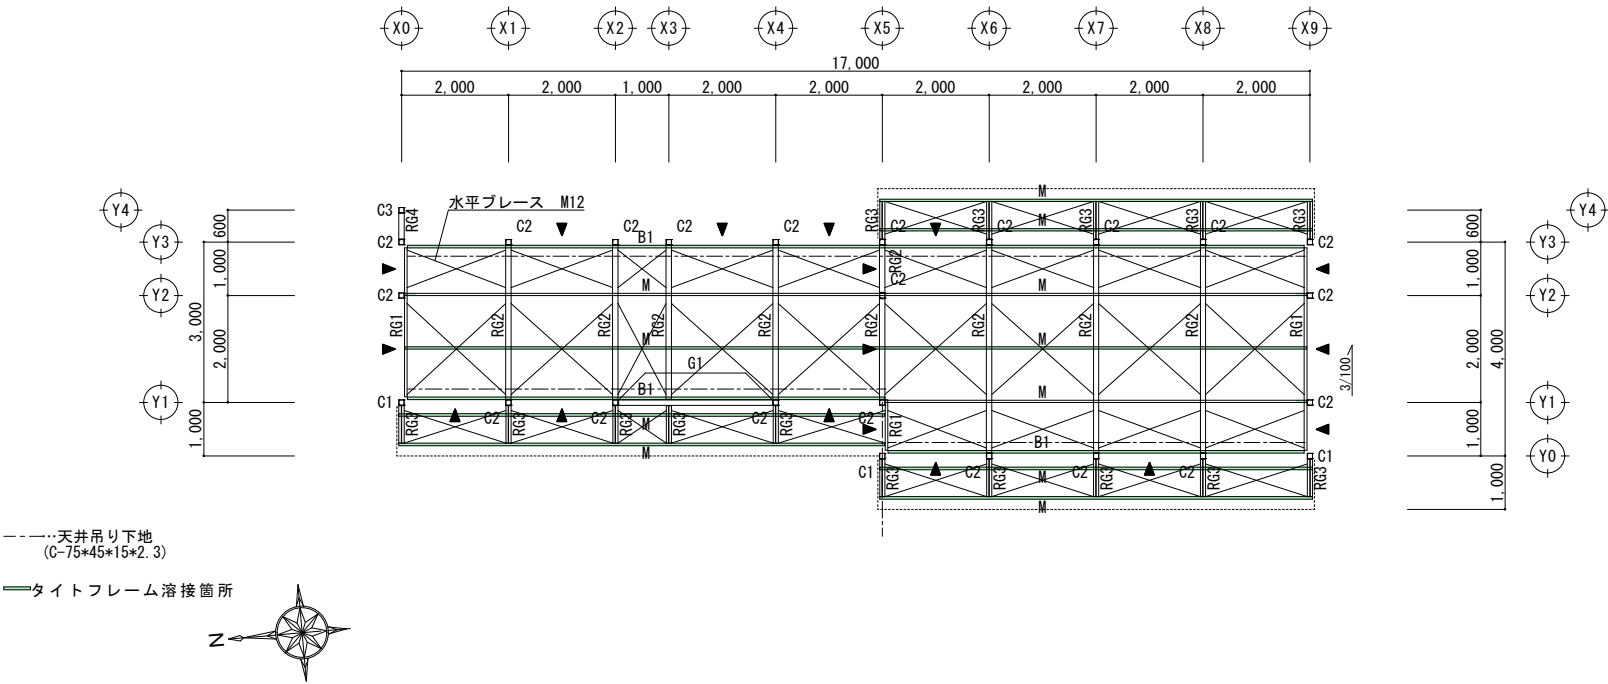 X0 X1 X2 X3 X4 X5 X6 X7 X8 X9
17,000
2,000 2,000 1,000 2,000 2,000 2,000 2,000 2,000 2,000
M
Y4 C3 RG4 水平ブレース M12 RG3 C2 RG3 C2 M RG3 C2 RG3 C2 RG3 Y4
600 600
Y3 C2 C2 C2 B1 C2 C2 C2 Y3
1,000 RG2 C2 1,000
Y2 C2 M M C2 Y2
3,000 2,000 RG1 RG2 RG2 RG2 RG2 RG2 RG2 RG2 RG2 RG1 2,000 4,000
M M 3/100
G1
B1 M
Y1 C1 C2 Y1
1,000 RG3 C2 RG3 C2 RG3 M RG3 C2 RG3 C2 RG1 1,000
B1
M
C1 C2 C2 C2 C1 Y0
RG3 RG3 M RG3 RG3 RG3 1,000
M
…天井吊り下地
(C-75*45*15*2.3)
タイトフレーム溶接箇所
N